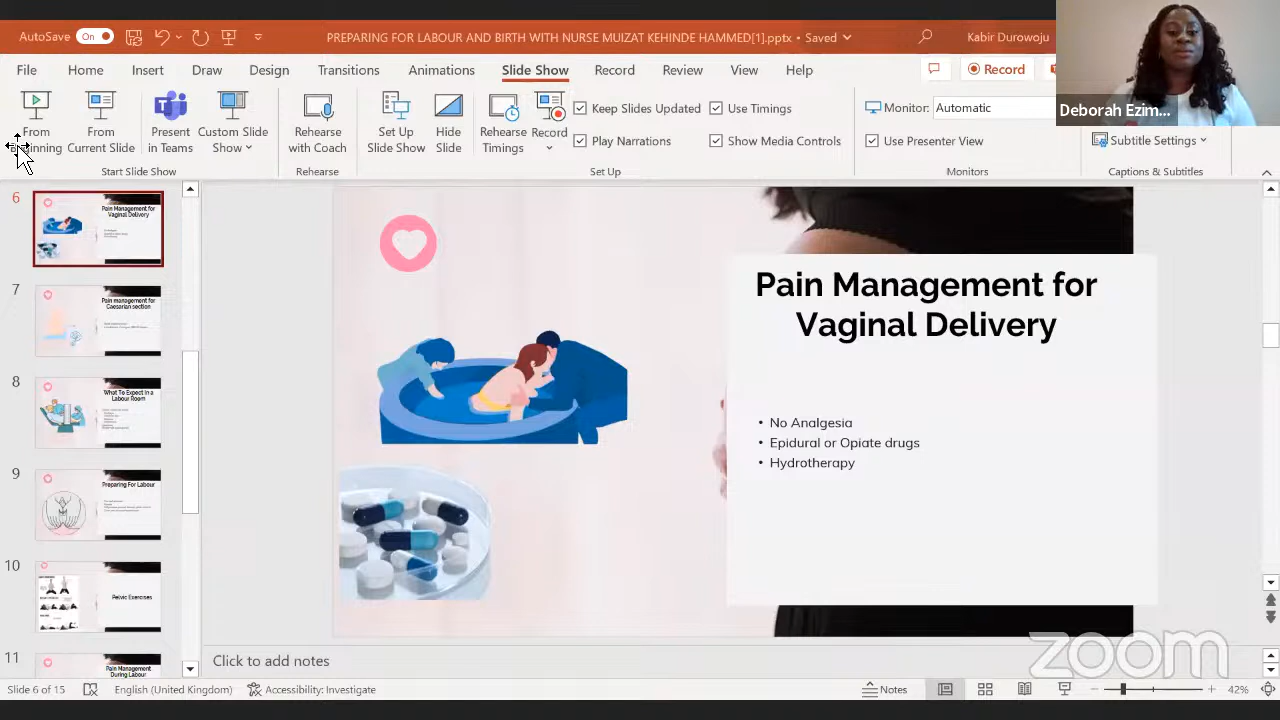 AutoSave On
PREPARING FOR LABOUR AND BIRTH WITH NURSE MUIZAT KEHINDE HAMMED[1].pptx • Saved
Kabir Durowoju
Deborah Ezim...
File Home Insert Draw Design Transitions Animations Slide Show Record Review View Help
Record
From
Current Slide
Present
in Teams
Custom Slide
Show
Rehearse
with Coach
Set Up
Slide Show
Hide
Slide
Rehearse
Timings
Record
Keep Slides Updated
Use Timings
Play Narrations
Show Media Controls
Monitor: Automatic
Use Presenter View
Subtitle Settings
Start Slide Show
Rehearse
Set Up
Monitors
Captions & Subtitles
6
Pain Management for
Vaginal Delivery
7
Pain management for
Caesarian section
8
What To Expect in a
Labour Room
9
Preparing For Labour
10
Pelvic Exercises
11
Pain Management
During Labour
Pain Management for
Vaginal Delivery
• No Analgesia
• Epidural or Opiate drugs
• Hydrotherapy
Click to add notes
zoom
Slide 6 of 15
English (United Kingdom)
Accessibility: Investigate
Notes
42%